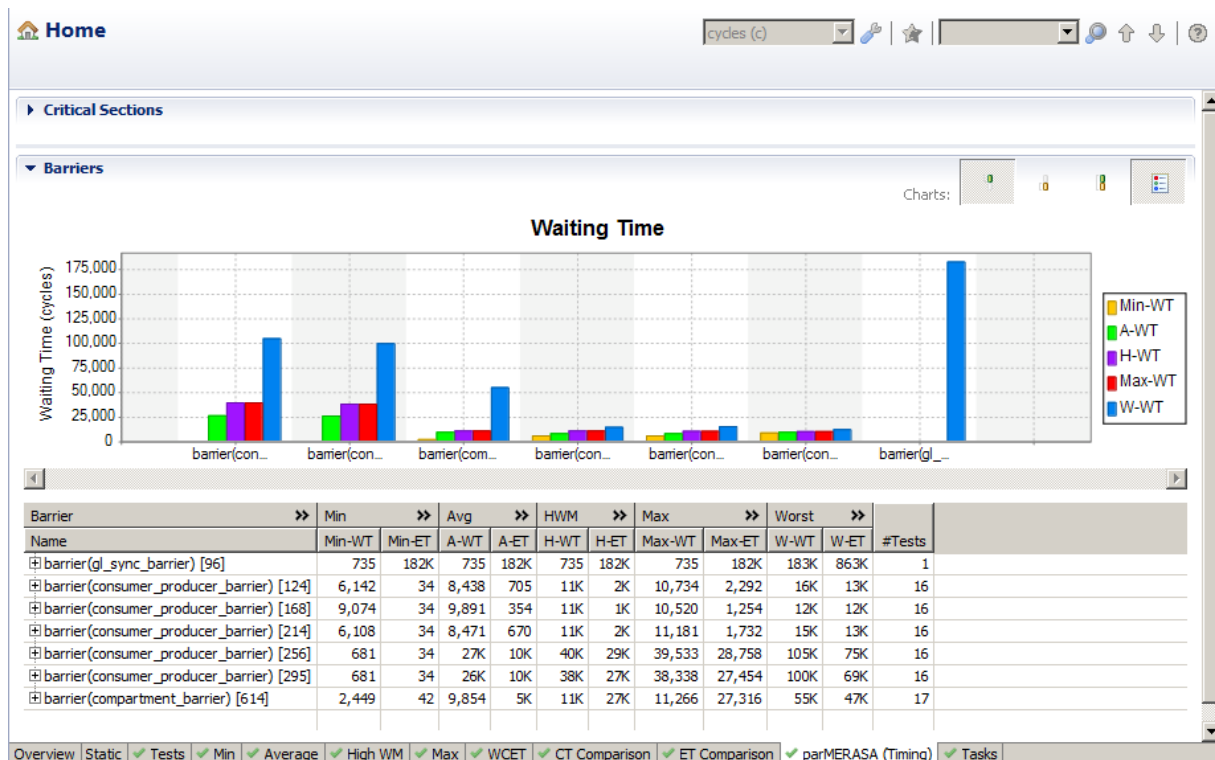 Home
cycles (c)
Critical Sections
Barriers
Charts:
Waiting Time
Waiting Time (cycles)
175,000
150,000
125,000
100,000
75,000
50,000
25,000
0
barrier(con... barrier(con... barrier(com... barrier(con... barrier(con... barrier(con... barrier(gl_...
Min-WT
A-WT
H-WT
Max-WT
W-WT
Barrier >> Min >> Avg >> HWM >> Max >> Worst >>
Name Min-WT Min-ET A-WT A-ET H-WT H-ET Max-WT Max-ET W-WT W-ET #Tests
barrier(gl_sync_barrier) [96] 735 182K 735 182K 735 182K 735 182K 183K 863K 1
barrier(consumer_producer_barrier) [124] 6,142 34 8,438 705 11K 2K 10,734 2,292 16K 13K 16
barrier(consumer_producer_barrier) [168] 9,074 34 9,891 354 11K 1K 10,520 1,254 12K 12K 16
barrier(consumer_producer_barrier) [214] 6,108 34 8,471 670 11K 2K 11,181 1,732 15K 13K 16
barrier(consumer_producer_barrier) [256] 681 34 27K 10K 40K 29K 39,533 28,758 105K 75K 16
barrier(consumer_producer_barrier) [295] 681 34 26K 10K 38K 27K 38,338 27,454 100K 69K 16
barrier(compartment_barrier) [614] 2,449 42 9,854 5K 11K 27K 11,266 27,316 55K 47K 17
Overview Static Tests Min Average High WM Max WCET CT Comparison ET Comparison parMERASA (Timing) Tasks